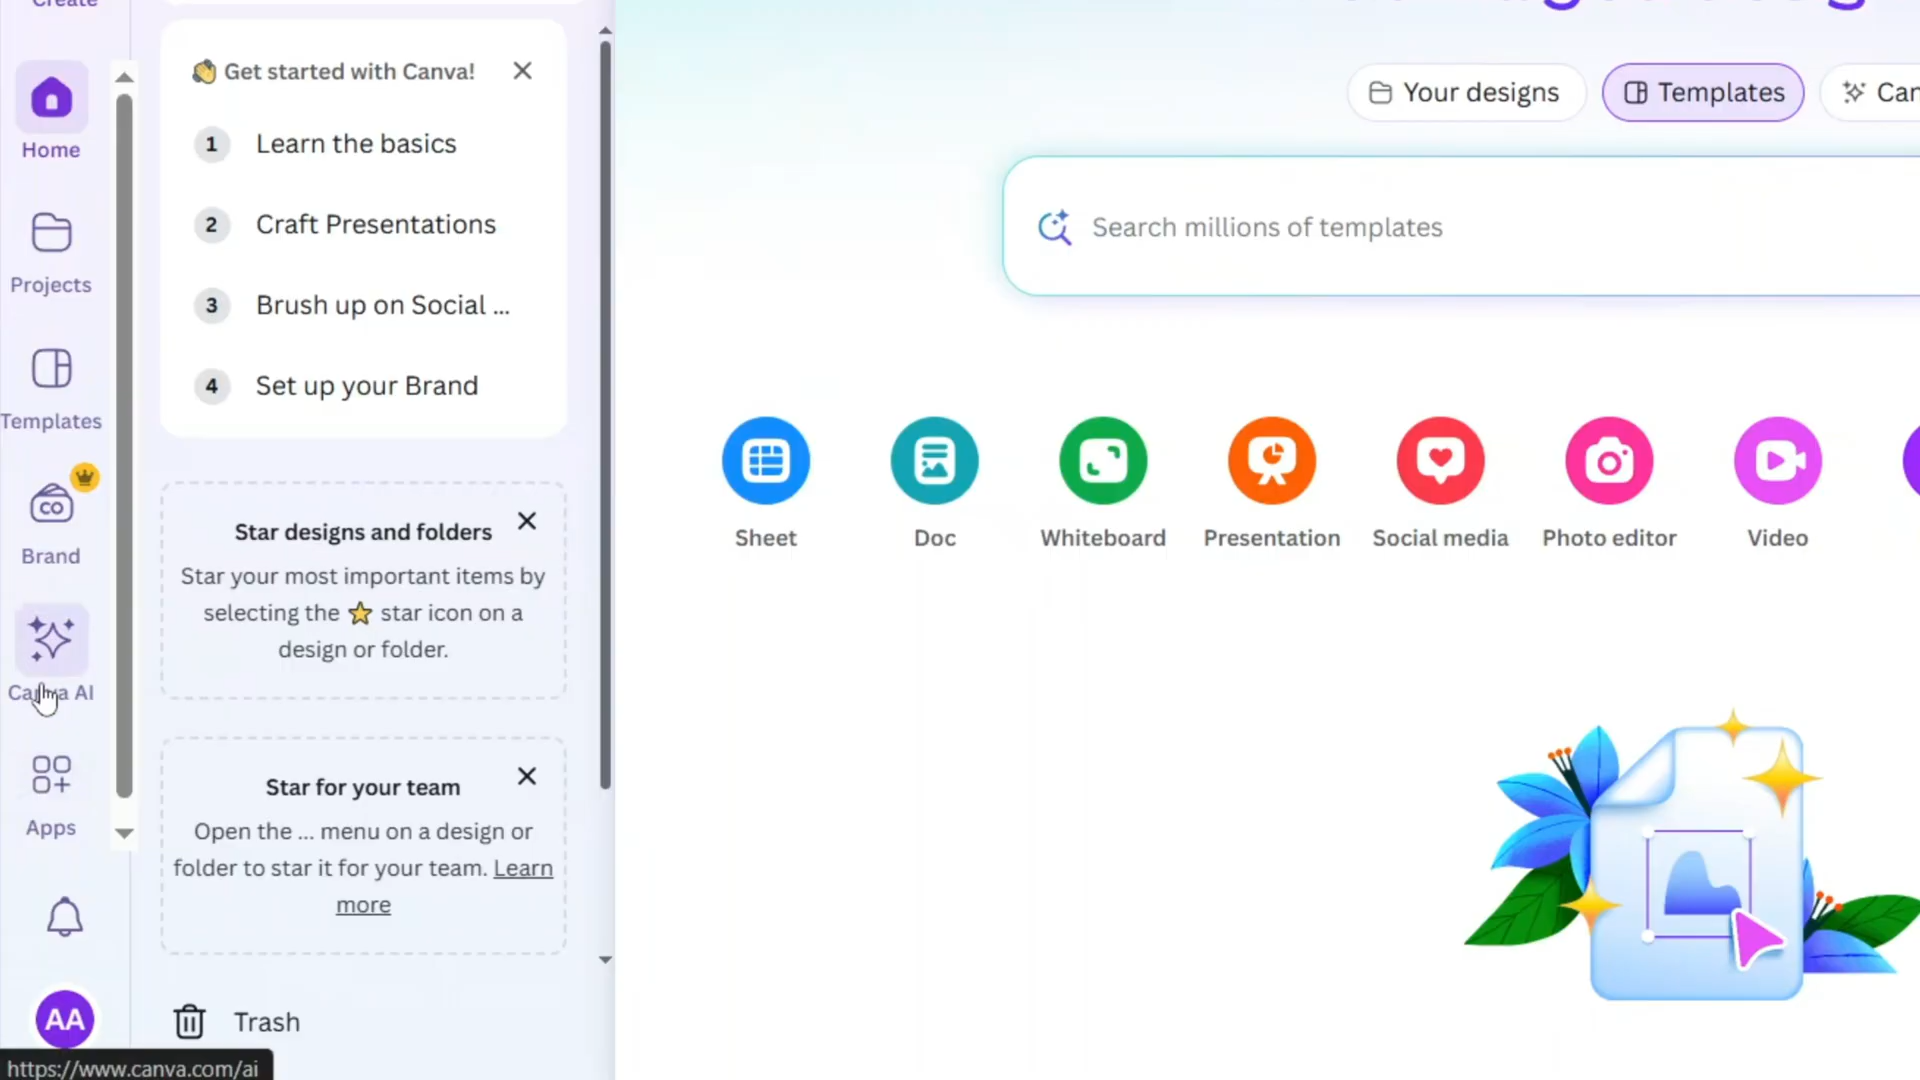 Create
Home
Projects
Templates
CO
Brand
Canva AI
Apps
AA
👋 Get started with Canva!
1 Learn the basics
2 Craft Presentations
3 Brush up on Social ...
4 Set up your Brand
Star designs and folders
Star your most important items by
selecting the ⭐ star icon on a
design or folder.
Star for your team
Open the ... menu on a design or
folder to star it for your team. Learn
more
Trash
https://www.canva.com/ai
Your designs
Templates
Can
Search millions of templates
Sheet
Doc
Whiteboard
Presentation
Social media
Photo editor
Video